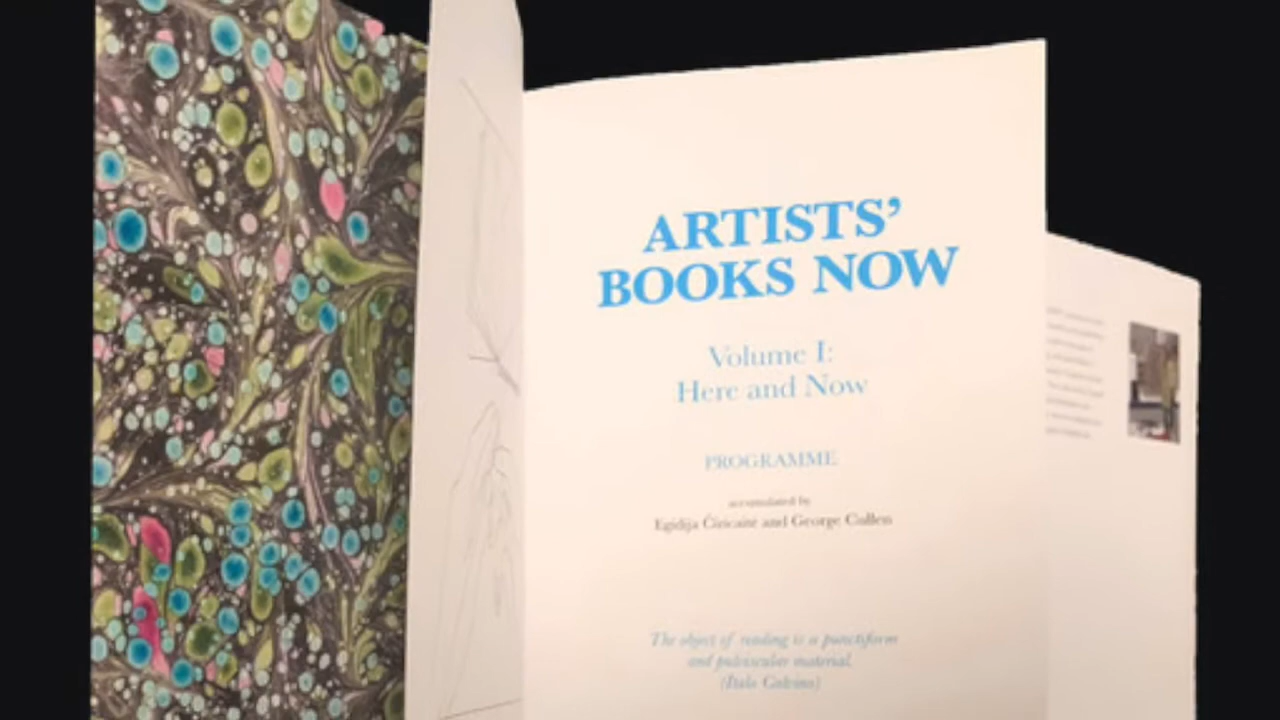 ARTISTS’
BOOKS NOW
Volume I:
Here and Now
PROGRAMME
accumulated by
Egidija Čiricaitė and George Cullen
The object of reading is a punctiform
and pulviscular material.
(Italo Calvino)